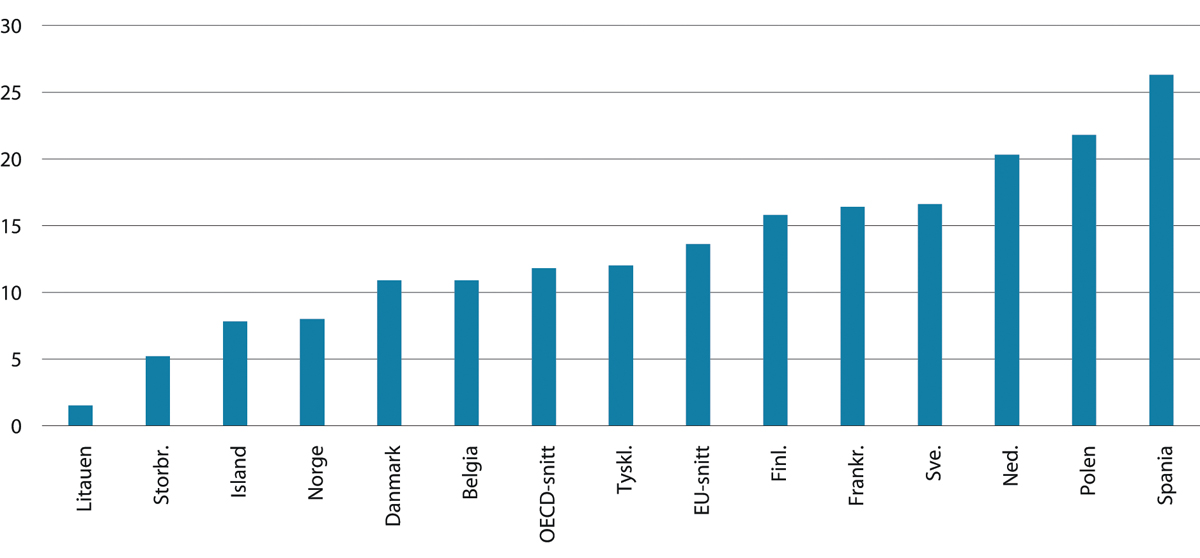 30
25
20
15
10
5
0
Litauen
Storbr.
Island
Norge
Danmark
Belgia
OECD-snitt
Tyskl.
EU-snitt
Finl.
Frankr.
Sve.
Ned.
Polen
Spania